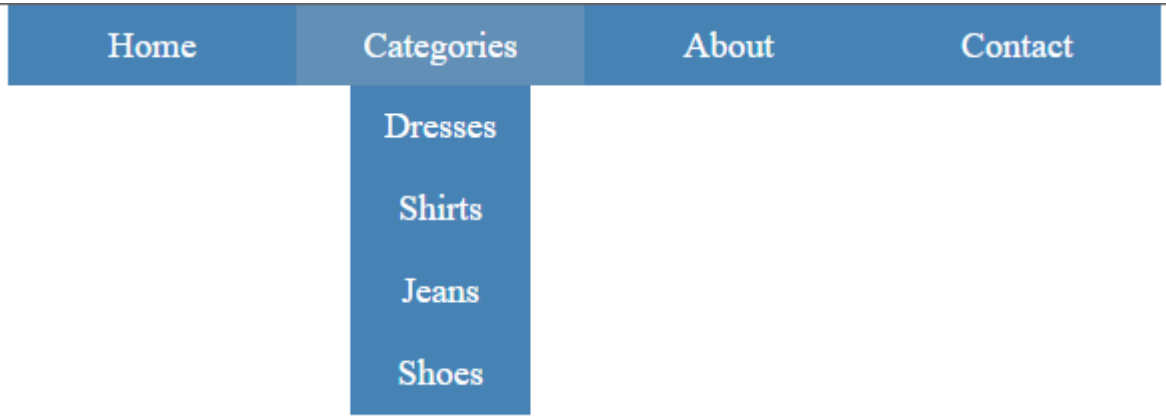 Home Categories About Contact
Dresses
Shirts
Jeans
Shoes